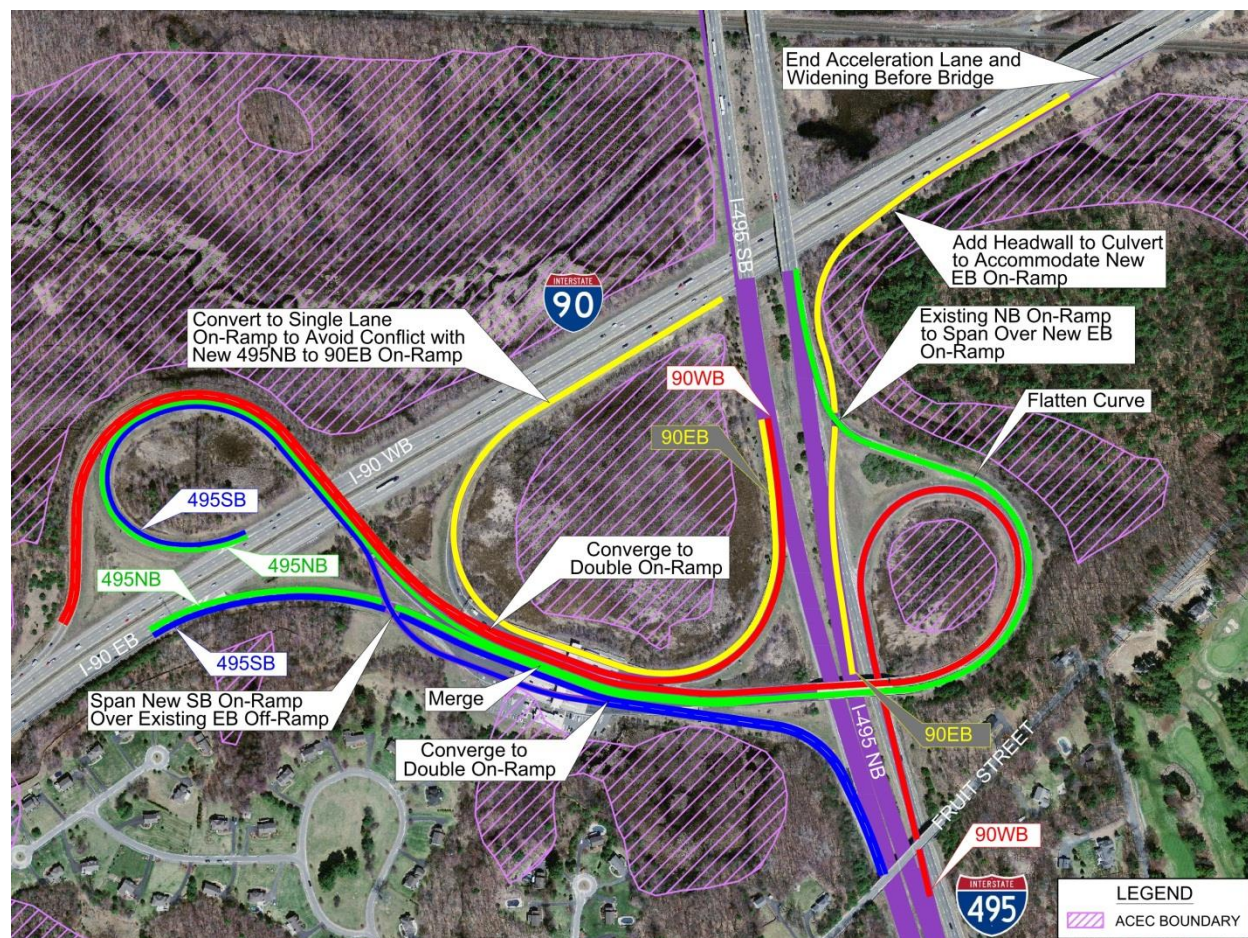 End Acceleration Lane and
Widening Before Bridge
I-495 SB
Add Headwall to Culvert
to Accommodate New
EB On-Ramp
INTERSTATE
90
Convert to Single Lane
On-Ramp to Avoid Conflict with
New 495NB to 90EB On-Ramp
Existing NB On-Ramp
to Span Over New EB
On-Ramp
90WB
Flatten Curve
90EB
I-90 WB
495SB
Converge to
Double On-Ramp
495NB
495NB
I-90 EB
495SB
Span New SB On-Ramp
Over Existing EB Off-Ramp
Merge
I-495 NB
90EB
Converge to
Double On-Ramp
FRUIT STREET
90WB
INTERSTATE
495
LEGEND
ACEC BOUNDARY